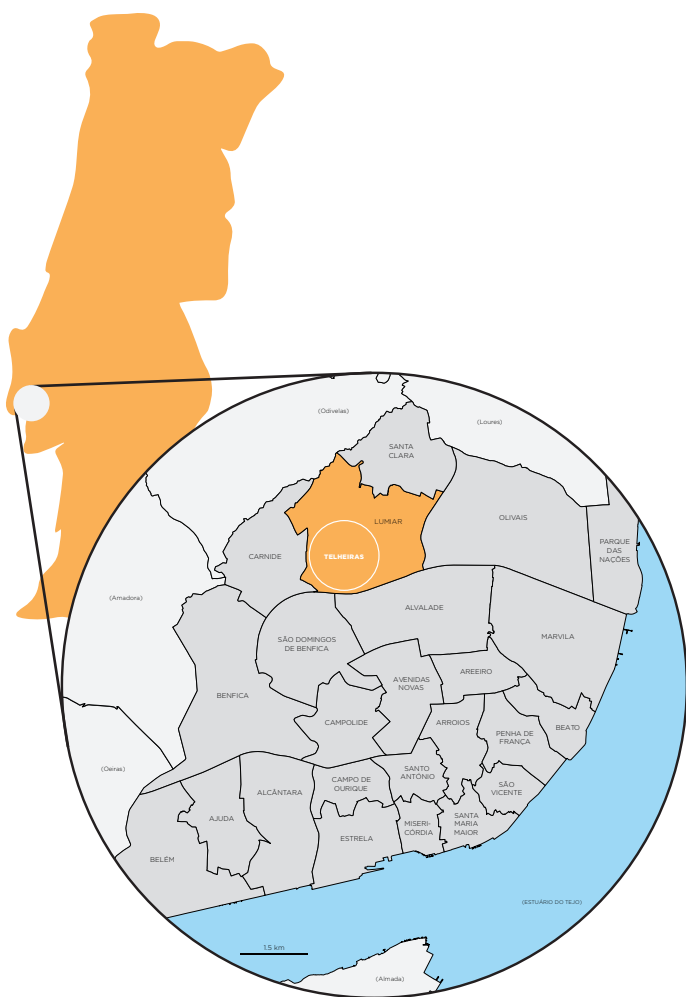 (Odivelas)
(Loures)
SANTA
CLARA
LUMIAR
OLIVAIS
PARQUE
DAS
NAÇÕES
CARNIDE
TELHEIRAS
(Amadora)
ALVALADE
MARVILA
SÃO DOMINGOS
DE BENFICA
AREEIRO
AVENIDAS
NOVAS
BENFICA
CAMPOLIDE
ARROIOS
PENHA DE
FRANÇA
BEATO
(Oeiras)
SANTO
ANTÓNIO
CAMPO DE
OURIQUE
ALCÂNTARA
SÃO
VICENTE
AJUDA
MISERI-
CÓRDIA
SANTA
MARIA
MAIOR
ESTRELA
BELÉM
(ESTUÁRIO DO TEJO)
1.5 km
(Almada)